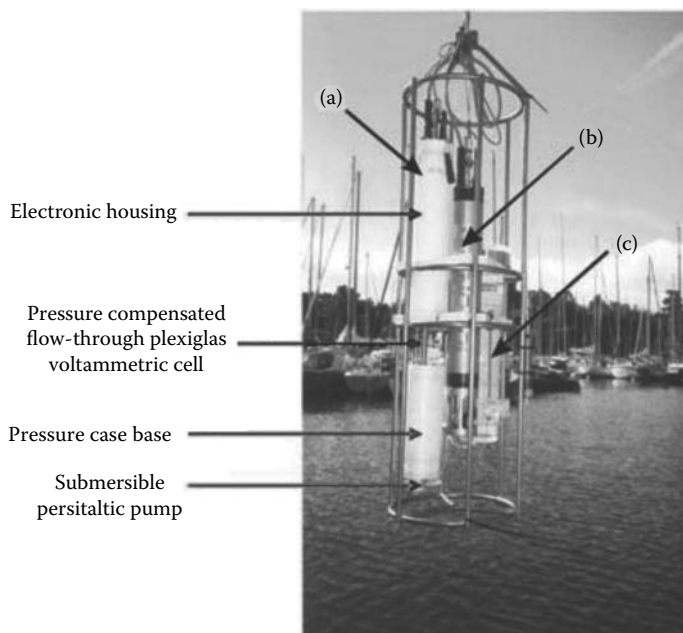 (a)
(b)
Electronic housing
(c)
Pressure compensated
flow-through plexiglas
voltammetric cell
Pressure case base
Submersible
persitaltic pump